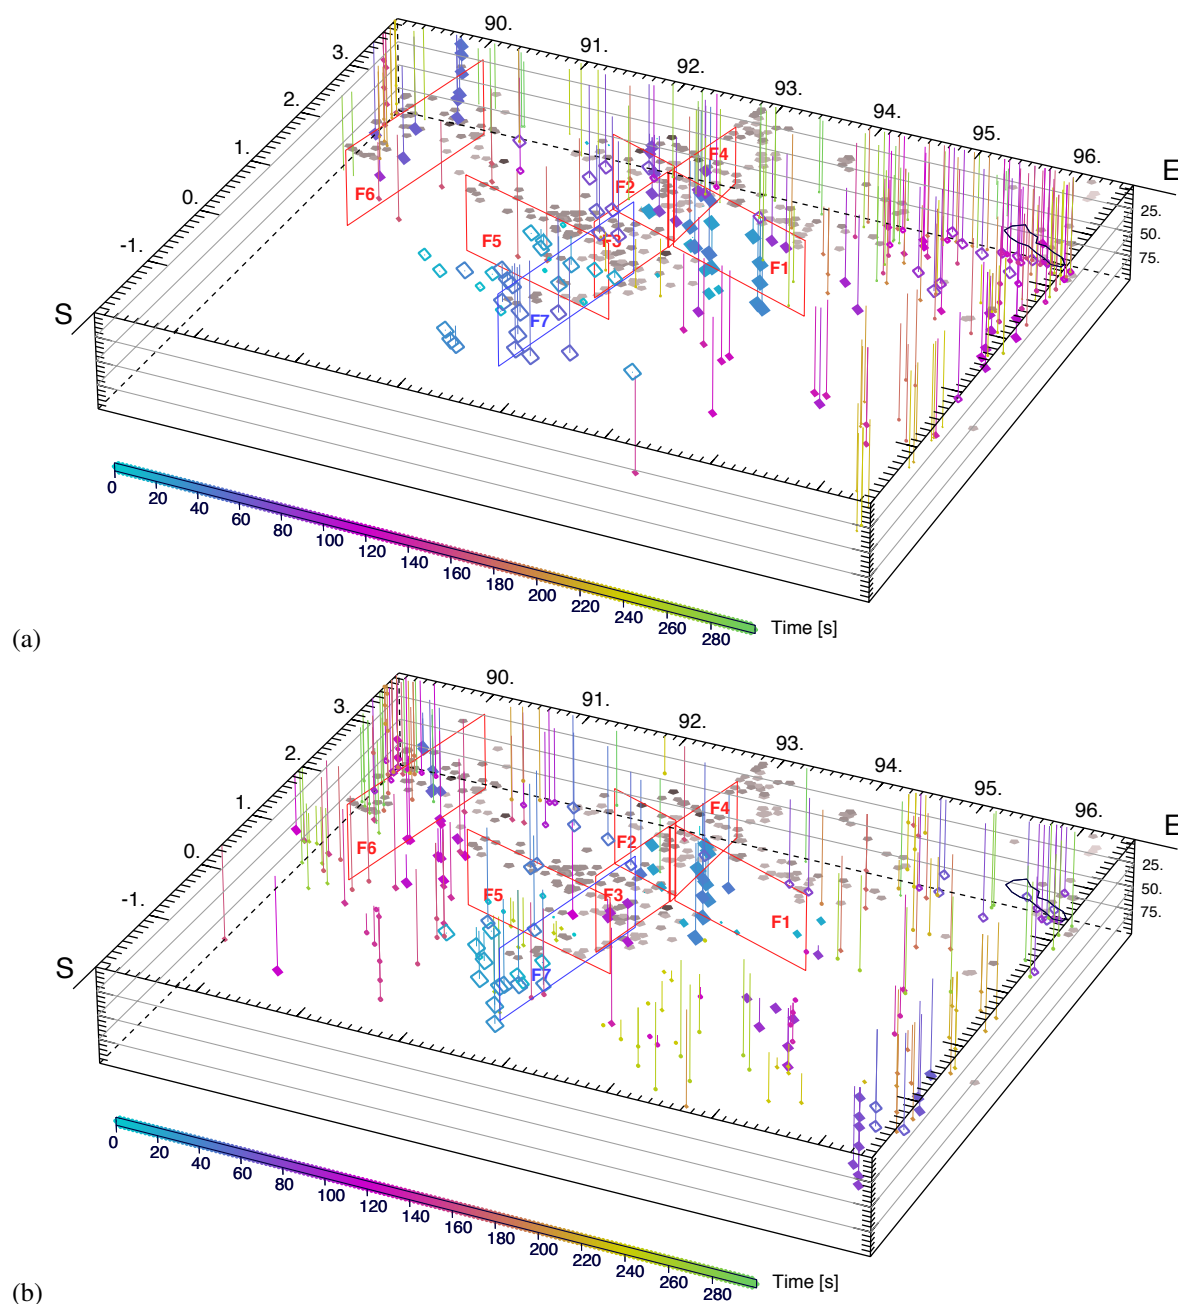 90.
91.
92.
93.
94.
95.
96.
E
3.
2.
1.
0.
-1.
S
25.
50.
75.
F4
F2
F6
F5
F3
F1
F7
0
20
40
60
80
100
120
140
160
180
200
220
240
260
280
Time [s]
(a)
90.
91.
92.
93.
94.
95.
96.
E
3.
2.
1.
0.
-1.
S
25.
50.
75.
F4
F2
F6
F5
F3
F1
F7
0
20
40
60
80
100
120
140
160
180
200
220
240
260
280
Time [s]
(b)